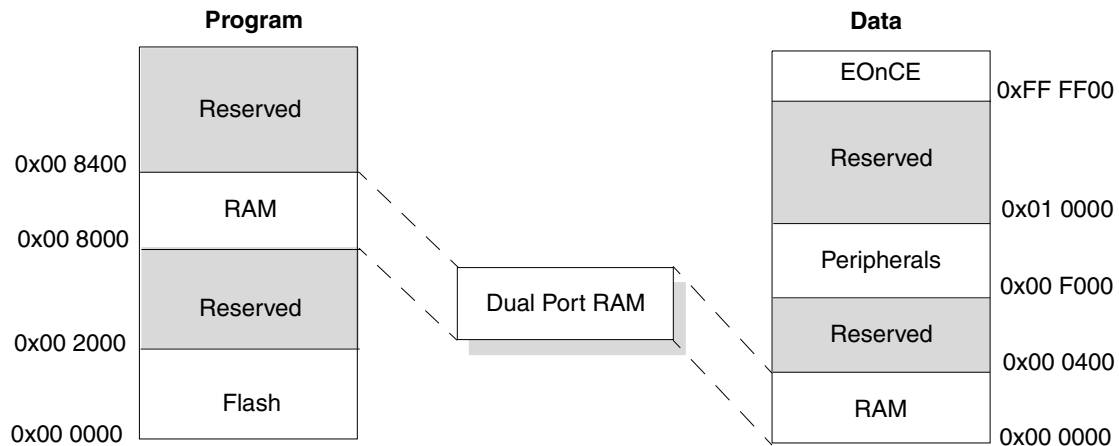 Program
Reserved
0x00 8400
RAM
0x00 8000
Reserved
0x00 2000
Flash
0x00 0000
Dual Port RAM
Data
EOnCE
0xFF FF00
Reserved
0x01 0000
Peripherals
0x00 F000
Reserved
0x00 0400
RAM
0x00 0000